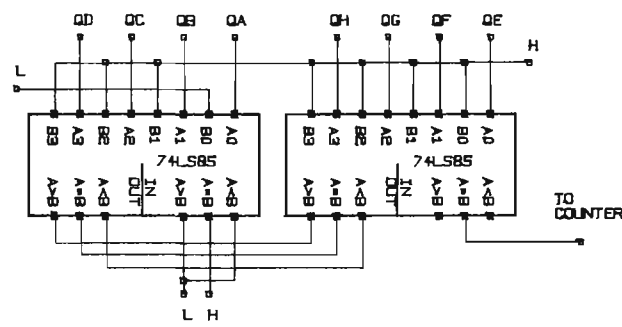 QD QC QB QA QH QG QF QE
L
H
B3 A3 B2 A2 B1 A1 B0 A0
B3 A3 B2 A2 B1 A1 B0 A0
74LS85
74LS85
A>B A=B A<B OUT IN A>B A=B A<B
A>B A=B A<B OUT IN A>B A=B A<B
TO
COUNTER
L H